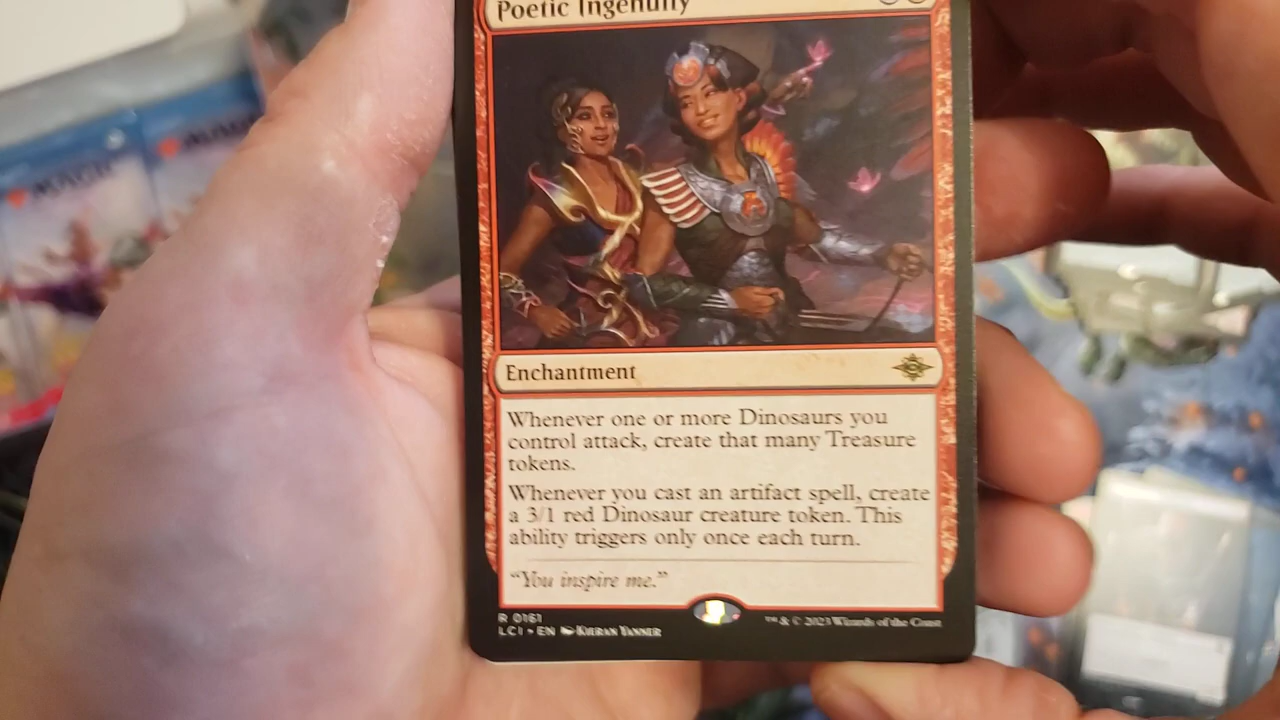 Poetic Ingenuity
MAGIC
Enchantment
Whenever one or more Dinosaurs you
control attack, create that many Treasure
tokens.
Whenever you cast an artifact spell, create
a 3/1 red Dinosaur creature token. This
ability triggers only once each turn.
"You inspire me."
R 0161
LCI • EN KIERAN YANNER
™ & © 2023 Wizards of the Coast